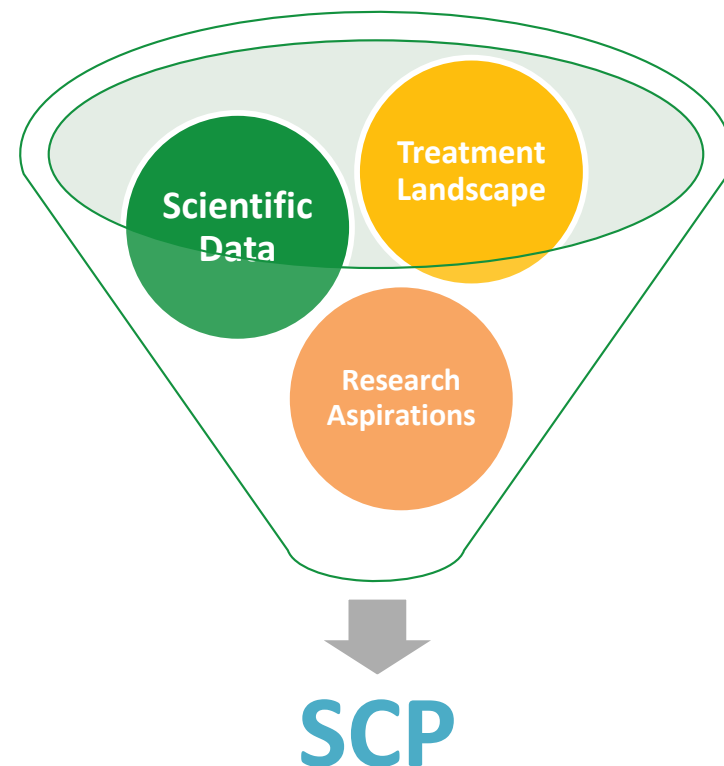 Treatment
Landscape
Scientific
Data
Research
Aspirations
SCP